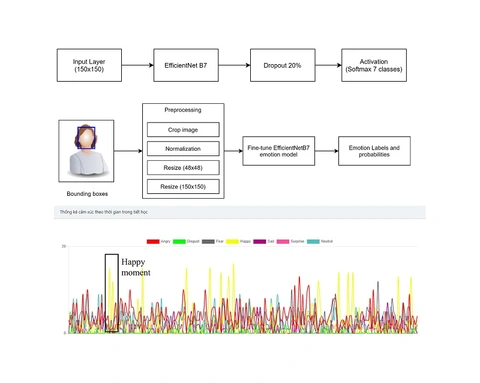 Input Layer
(150x150)
EfficientNet B7
Dropout 20%
Activation
(Softmax 7 classes)
Preprocessing
Crop image
Normalization
Resize (48x48)
Resize (150x150)
Bounding boxes
Fine-tune EfficientNetB7
emotion model
Emotion Labels and
probabilities
Thống kê cảm xúc theo thời gian trong tiết học
Angry Disgust Fear Happy Sad Surprise Neutral
Happy
moment
0